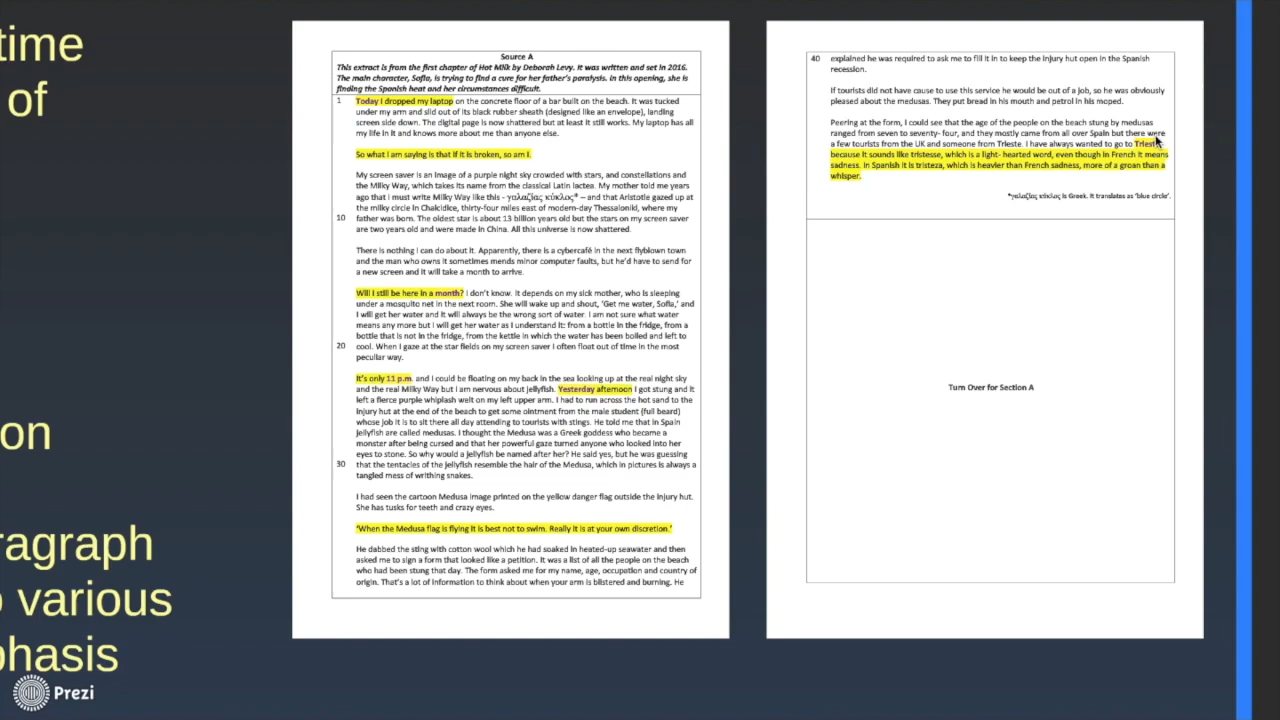 time
of
on
ragraph
o various
phasis
Prezi
Source A
This extract is from the first chapter of Hot Milk by Deborah Levy. It was written and set in 2016.
The main character, Sofia, is trying to find a cure for her father's paralysis. In this opening, she is
finding the Spanish heat and her circumstances difficult.
1 Today I dropped my laptop on the concrete floor of a bar built on the beach. It was tucked
under my arm and slid out of its black rubber sheath (designed like an envelope), landing
screen side down. The digital page is now shattered but at least it still works. My laptop has all
my life in it and knows more about me than anyone else.
So what I am saying is that if it is broken, so am I.
My screen saver is an image of a purple night sky crowded with stars, and constellations and
the Milky Way, which takes its name from the classical Latin lactea. My mother told me years
ago that I must write Milky Way like this - γαλαξίας κύκλος* – and that Aristotle gazed up at
the milky circle in Chalcidice, thirty-four miles east of modern-day Thessaloniki, where my
10 father was born. The oldest star is about 13 billion years old but the stars on my screen saver
are two years old and were made in China. All this universe is now shattered.
There is nothing I can do about it. Apparently, there is a cybercafé in the next flyblown town
and the man who owns it sometimes mends minor computer faults, but he'd have to send for
a new screen and it will take a month to arrive.
Will I still be here in a month? I don't know. It depends on my sick mother, who is sleeping
under a mosquito net in the next room. She will wake up and shout, 'Get me water, Sofia,' and
I will get her water and it will always be the wrong sort of water. I am not sure what water
means any more but I will get her water as I understand it: from a bottle in the fridge, from a
bottle that is not in the fridge, from the kettle in which the water has been boiled and left to
20 cool. When I gaze at the star fields on my screen saver I often float out of time in the most
peculiar way.
It's only 11 p.m. and I could be floating on my back in the sea looking up at the real night sky
and the real Milky Way but I am nervous about jellyfish. Yesterday afternoon I got stung and it
left a fierce purple whiplash welt on my left upper arm. I had to run across the hot sand to the
injury hut at the end of the beach to get some ointment from the male student (full beard)
whose job it is to sit there all day attending to tourists with stings. He told me that in Spain
jellyfish are called medusas. I thought the Medusa was a Greek goddess who became a
monster after being cursed and that her powerful gaze turned anyone who looked into her
eyes to stone. So why would a jellyfish be named after her? He said yes, but he was guessing
30 that the tentacles of the jellyfish resemble the hair of the Medusa, which in pictures is always a
tangled mess of writhing snakes.
I had seen the cartoon Medusa image printed on the yellow danger flag outside the injury hut.
She has tusks for teeth and crazy eyes.
'When the Medusa flag is flying it is best not to swim. Really it is at your own discretion.'
He dabbed the sting with cotton wool which he had soaked in heated-up seawater and then
asked me to sign a form that looked like a petition. It was a list of all the people on the beach
who had been stung that day. The form asked me for my name, age, occupation and country of
origin. That's a lot of information to think about when your arm is blistered and burning. He
40 explained he was required to ask me to fill it in to keep the injury hut open in the Spanish
recession.
If tourists did not have cause to use this service he would be out of a job, so he was obviously
pleased about the medusas. They put bread in his mouth and petrol in his moped.
Peering at the form, I could see that the age of the people on the beach stung by medusas
ranged from seven to seventy- four, and they mostly came from all over Spain but there were
a few tourists from the UK and someone from Trieste. I have always wanted to go to Trieste
because it sounds like tristesse, which is a light- hearted word, even though in French it means
sadness. In Spanish it is tristeza, which is heavier than French sadness, more of a groan than a
whisper.
*γαλαξίας κύκλος is Greek. It translates as 'blue circle'.
Turn Over for Section A